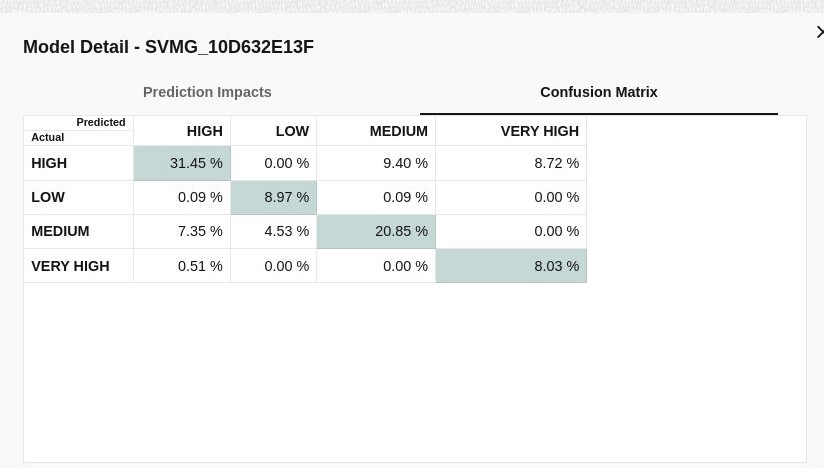 Model Detail - SVMG_10D632E13F
Prediction Impacts Confusion Matrix
Predicted
Actual
HIGH LOW MEDIUM VERY HIGH
HIGH 31.45 % 0.00 % 9.40 % 8.72 %
LOW 0.09 % 8.97 % 0.09 % 0.00 %
MEDIUM 7.35 % 4.53 % 20.85 % 0.00 %
VERY HIGH 0.51 % 0.00 % 0.00 % 8.03 %